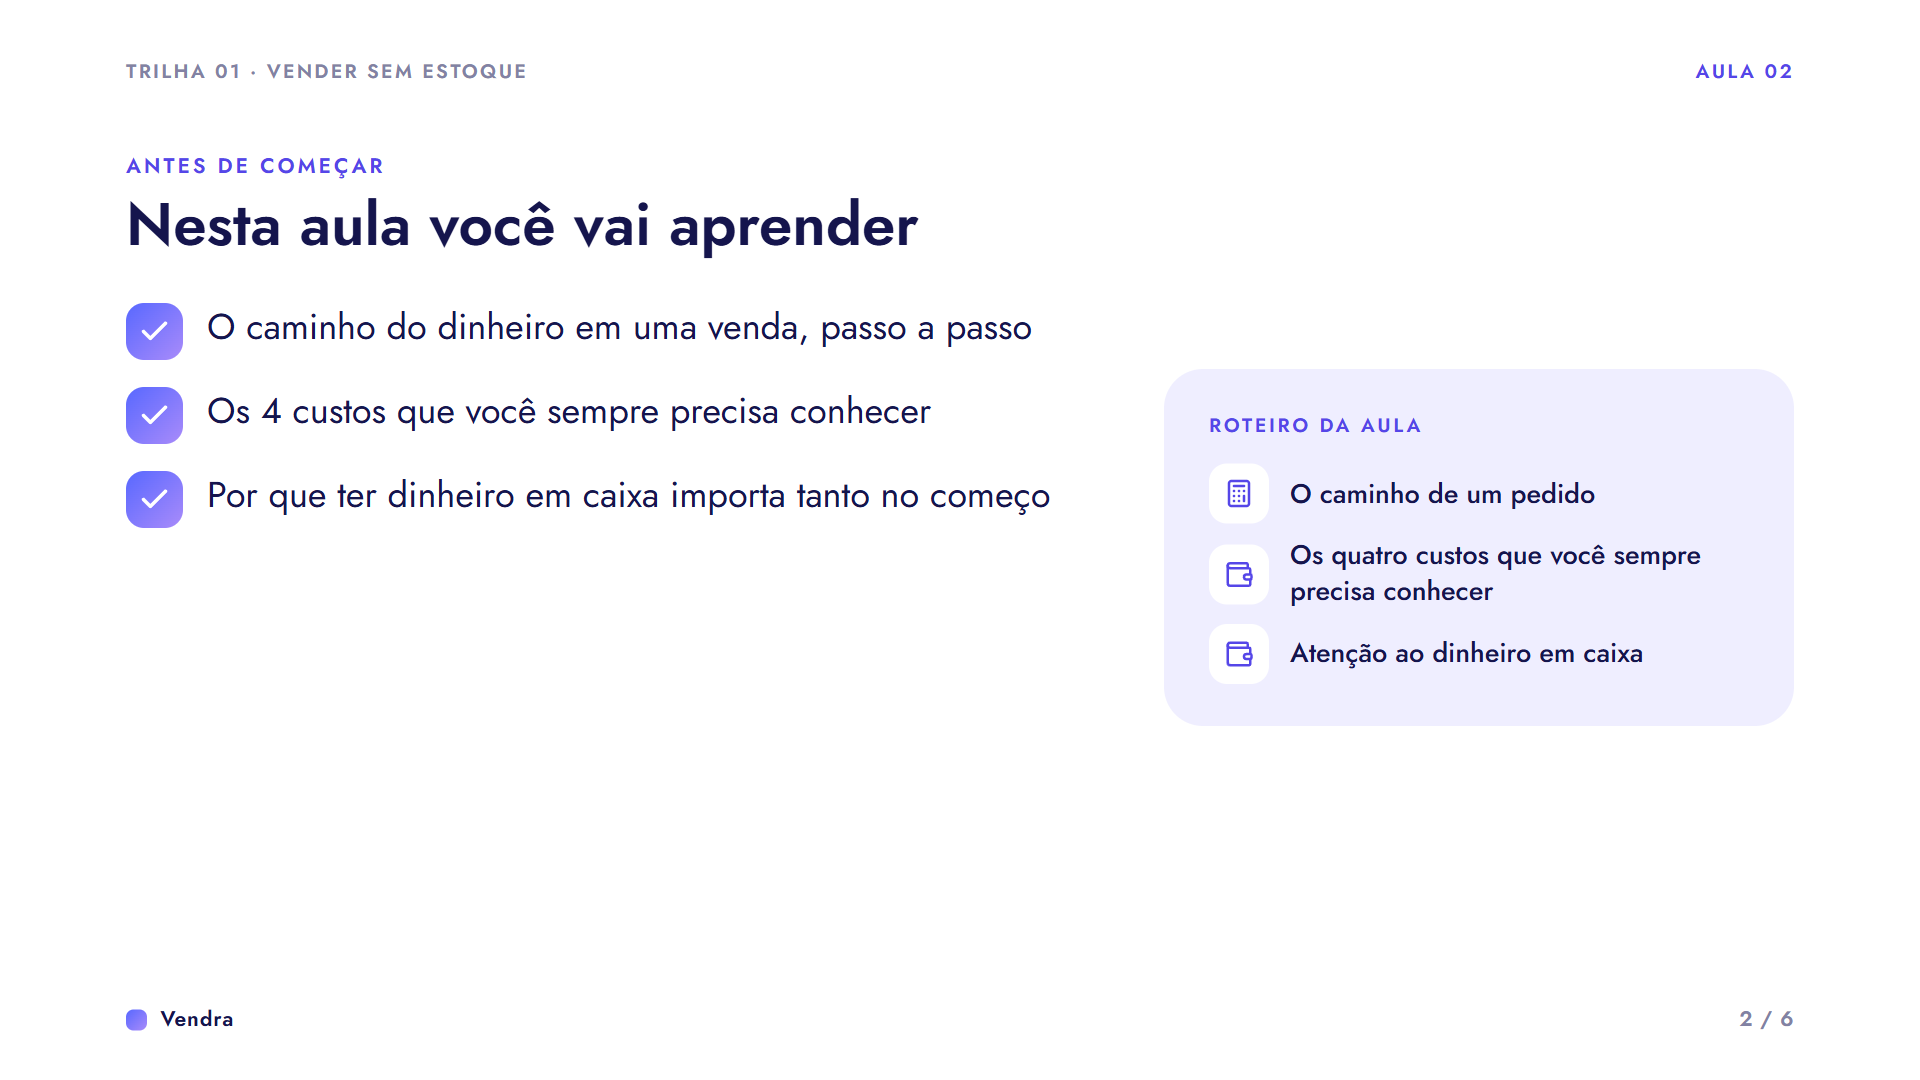 TRILHA 01 · VENDER SEM ESTOQUE
AULA 02
ANTES DE COMEÇAR
Nesta aula você vai aprender
O caminho do dinheiro em uma venda, passo a passo
Os 4 custos que você sempre precisa conhecer
Por que ter dinheiro em caixa importa tanto no começo
ROTEIRO DA AULA
O caminho de um pedido
Os quatro custos que você sempre
precisa conhecer
Atenção ao dinheiro em caixa
Vendra
2 / 6